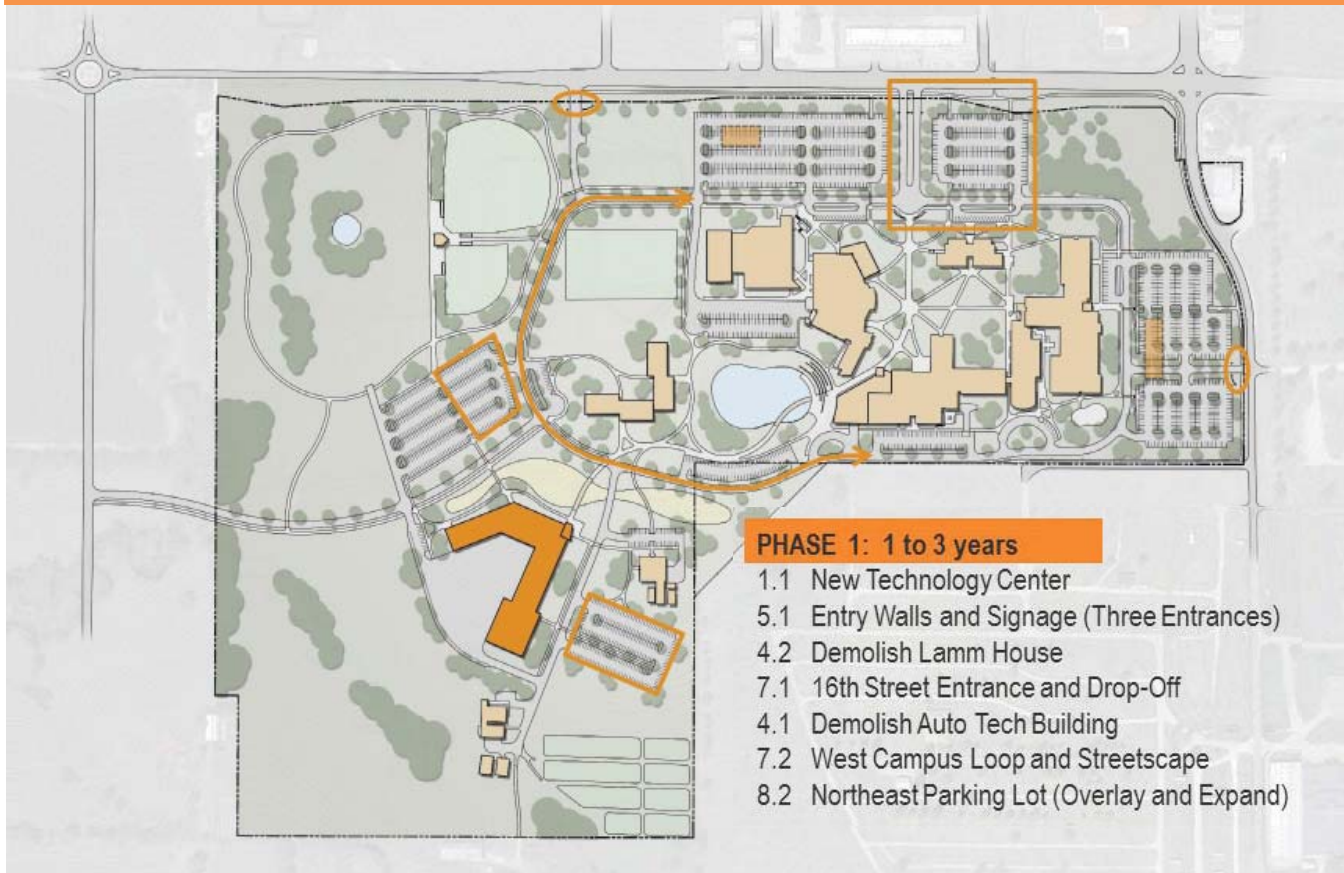 PHASE 1: 1 to 3 years
1.1 New Technology Center
5.1 Entry Walls and Signage (Three Entrances)
4.2 Demolish Lamm House
7.1 16th Street Entrance and Drop-Off
4.1 Demolish Auto Tech Building
7.2 West Campus Loop and Streetscape
8.2 Northeast Parking Lot (Overlay and Expand)